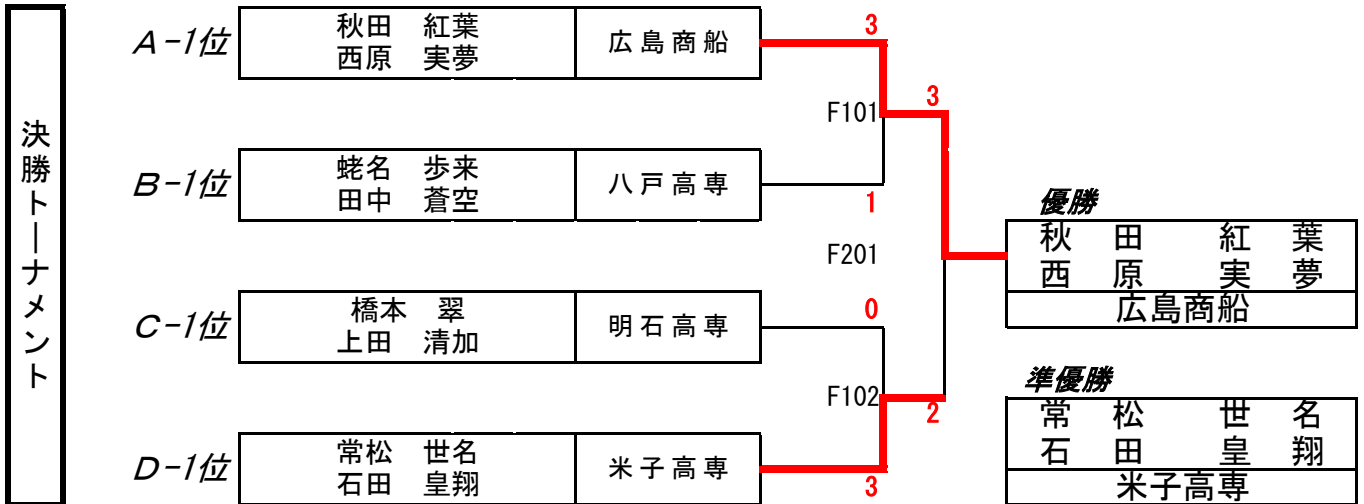 決勝トーナメント
A-1位
秋田　紅葉
西原　実夢
広島商船
3
F101
3
B-1位
蛯名　歩来
田中　蒼空
八戸高専
1
F201
C-1位
橋本　翠
上田　清加
明石高専
0
F102
2
D-1位
常松　世名
石田　皇翔
米子高専
3
優勝
秋田　紅葉
西原　実夢
広島商船
準優勝
常松　世名
石田　皇翔
米子高専